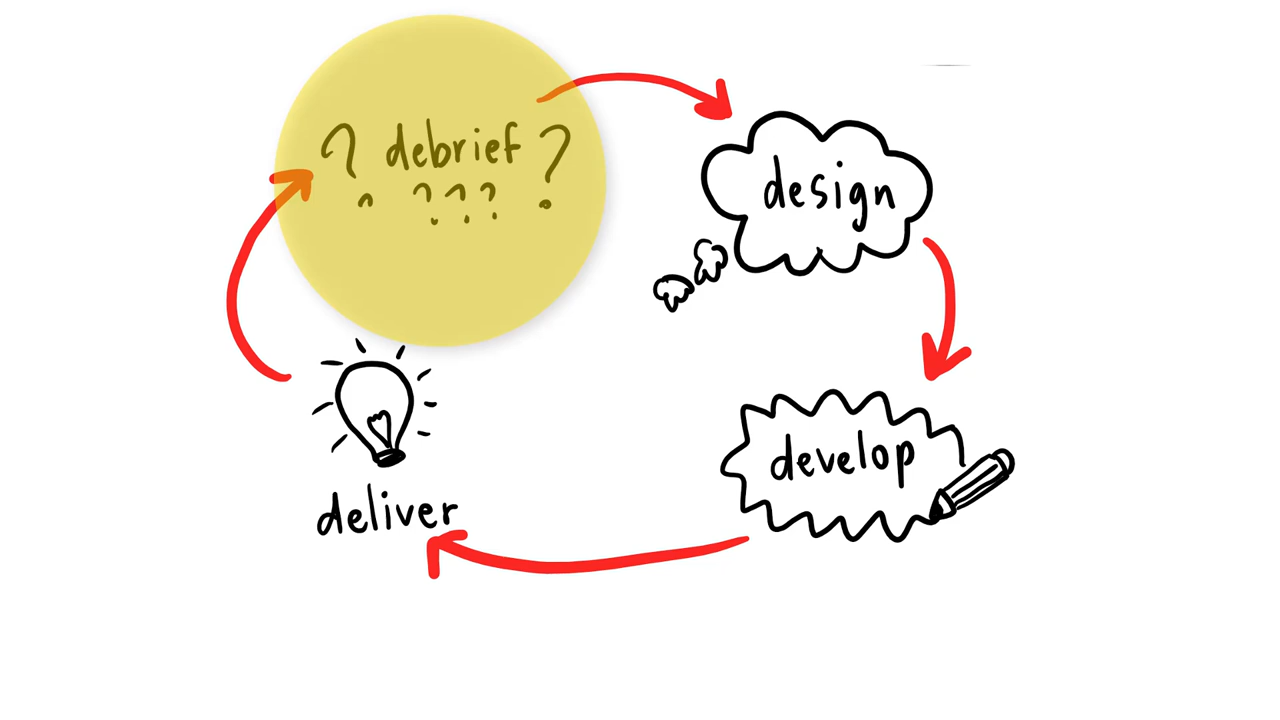 ? debrief ?
? ? ?
design
develop
deliver